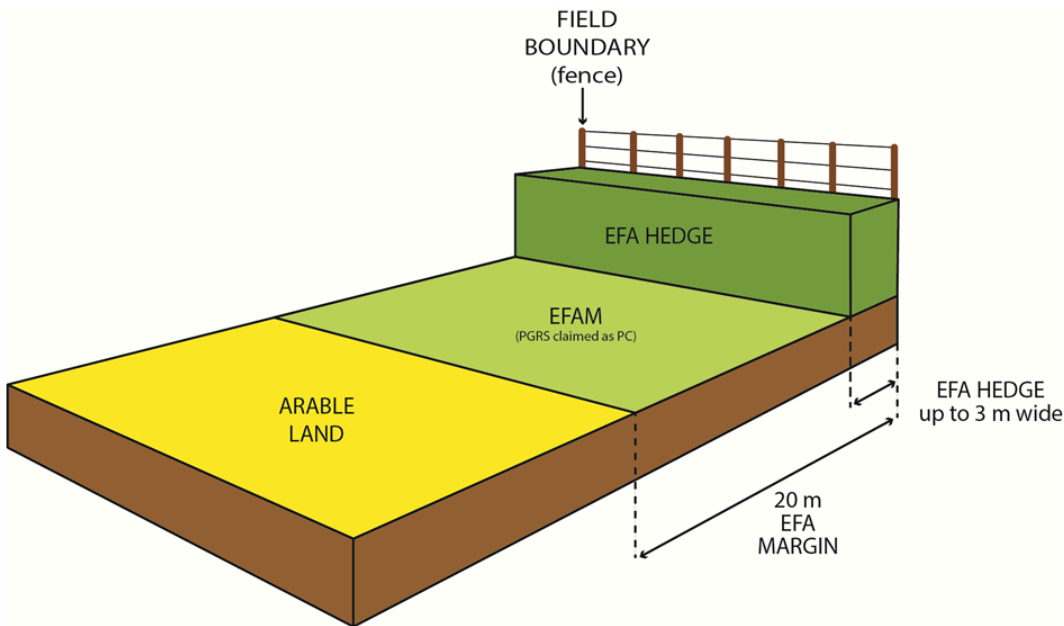 FIELD
BOUNDARY
(fence)
EFA HEDGE
EFAM
(PGRS claimed as PC)
ARABLE
LAND
EFA HEDGE
up to 3 m wide
20 m
EFA
MARGIN